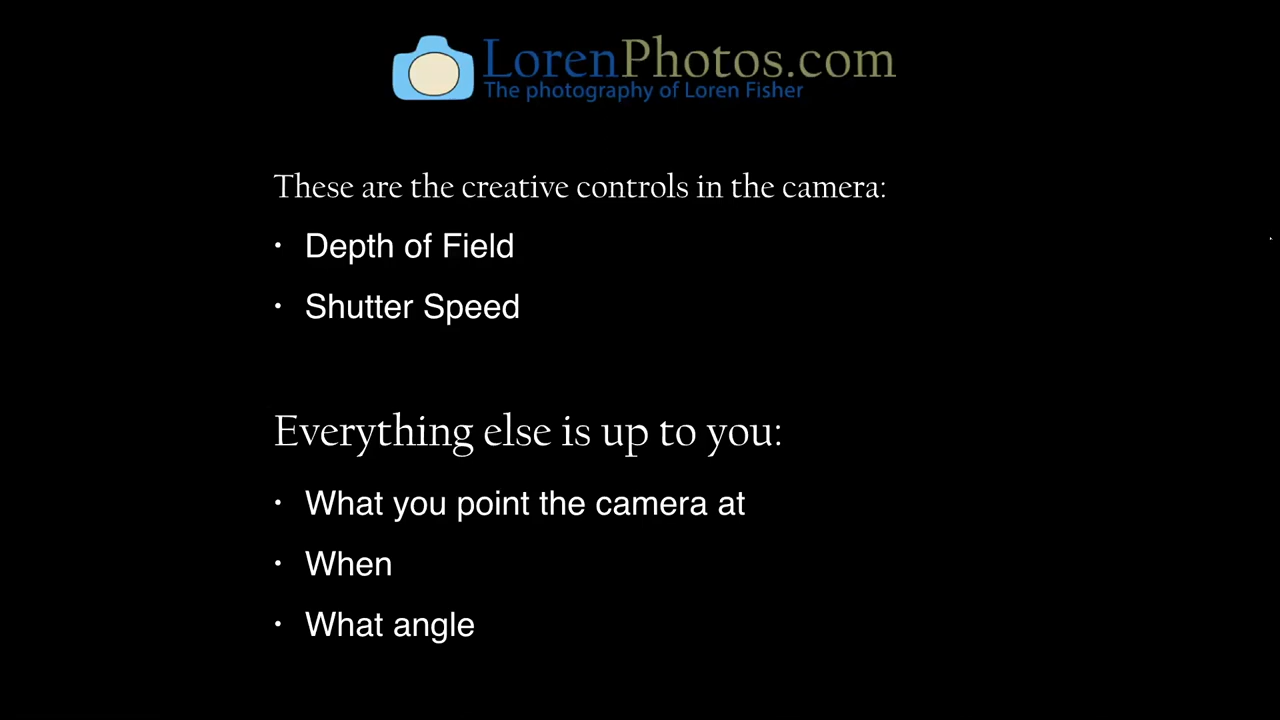 LorenPhotos.com
The photography of Loren Fisher
These are the creative controls in the camera:
• Depth of Field
• Shutter Speed
Everything else is up to you:
• What you point the camera at
• When
• What angle